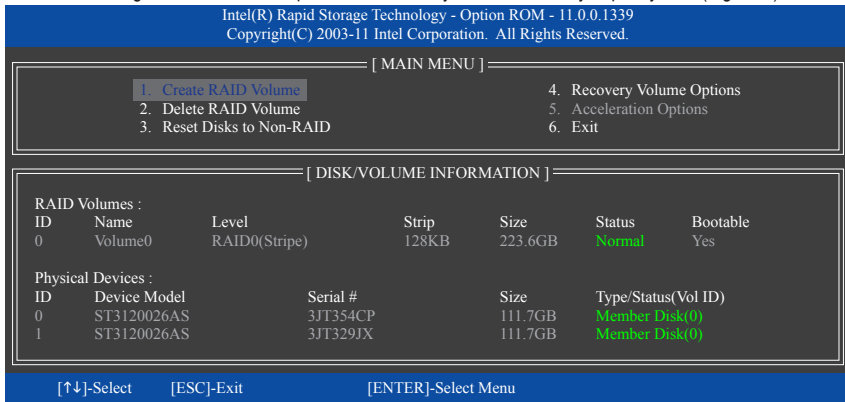 Intel(R) Rapid Storage Technology - Option ROM - 11.0.0.1339
Copyright(C) 2003-11 Intel Corporation. All Rights Reserved.
[ MAIN MENU ]
1. Create RAID Volume
2. Delete RAID Volume
3. Reset Disks to Non-RAID
4. Recovery Volume Options
5. Acceleration Options
6. Exit
[ DISK/VOLUME INFORMATION ]
RAID Volumes :
ID Name Level Strip Size Status Bootable
0 Volume0 RAID0(Stripe) 128KB 223.6GB Normal Yes
Physical Devices :
ID Device Model Serial # Size Type/Status(Vol ID)
0 ST3120026AS 3JT354CP 111.7GB Member Disk(0)
1 ST3120026AS 3JT329JX 111.7GB Member Disk(0)
[↑↓]-Select [ESC]-Exit [ENTER]-Select Menu